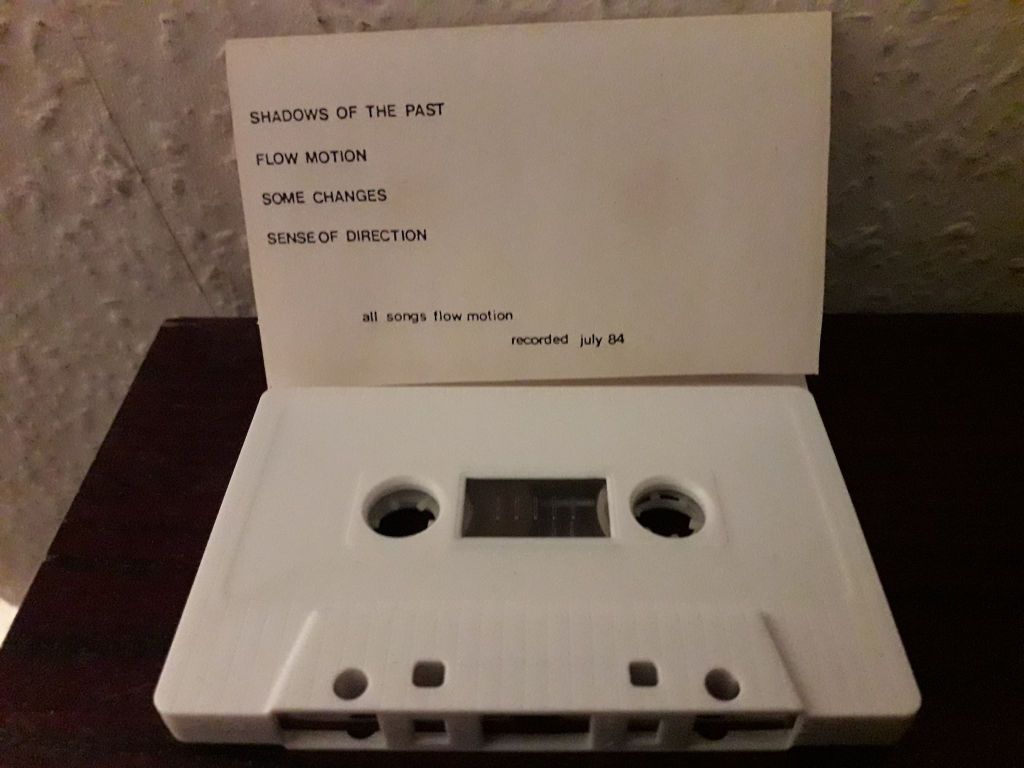 SHADOWS OF THE PAST
FLOW MOTION
SOME CHANGES
SENSE OF DIRECTION
all songs flow motion
recorded july 84